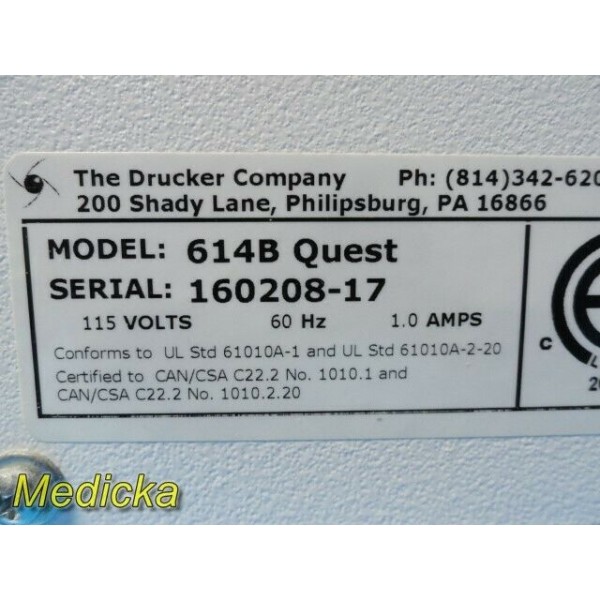 The Drucker Company Ph: (814)342-620
200 Shady Lane, Philipsburg, PA 16866
MODEL: 614B Quest
SERIAL: 160208-17
115 VOLTS 60 Hz 1.0 AMPS
Conforms to UL Std 61010A-1 and UL Std 61010A-2-20
Certified to CAN/CSA C22.2 No. 1010.1 and
CAN/CSA C22.2 No. 1010.2.20
C
L
20
Medicka